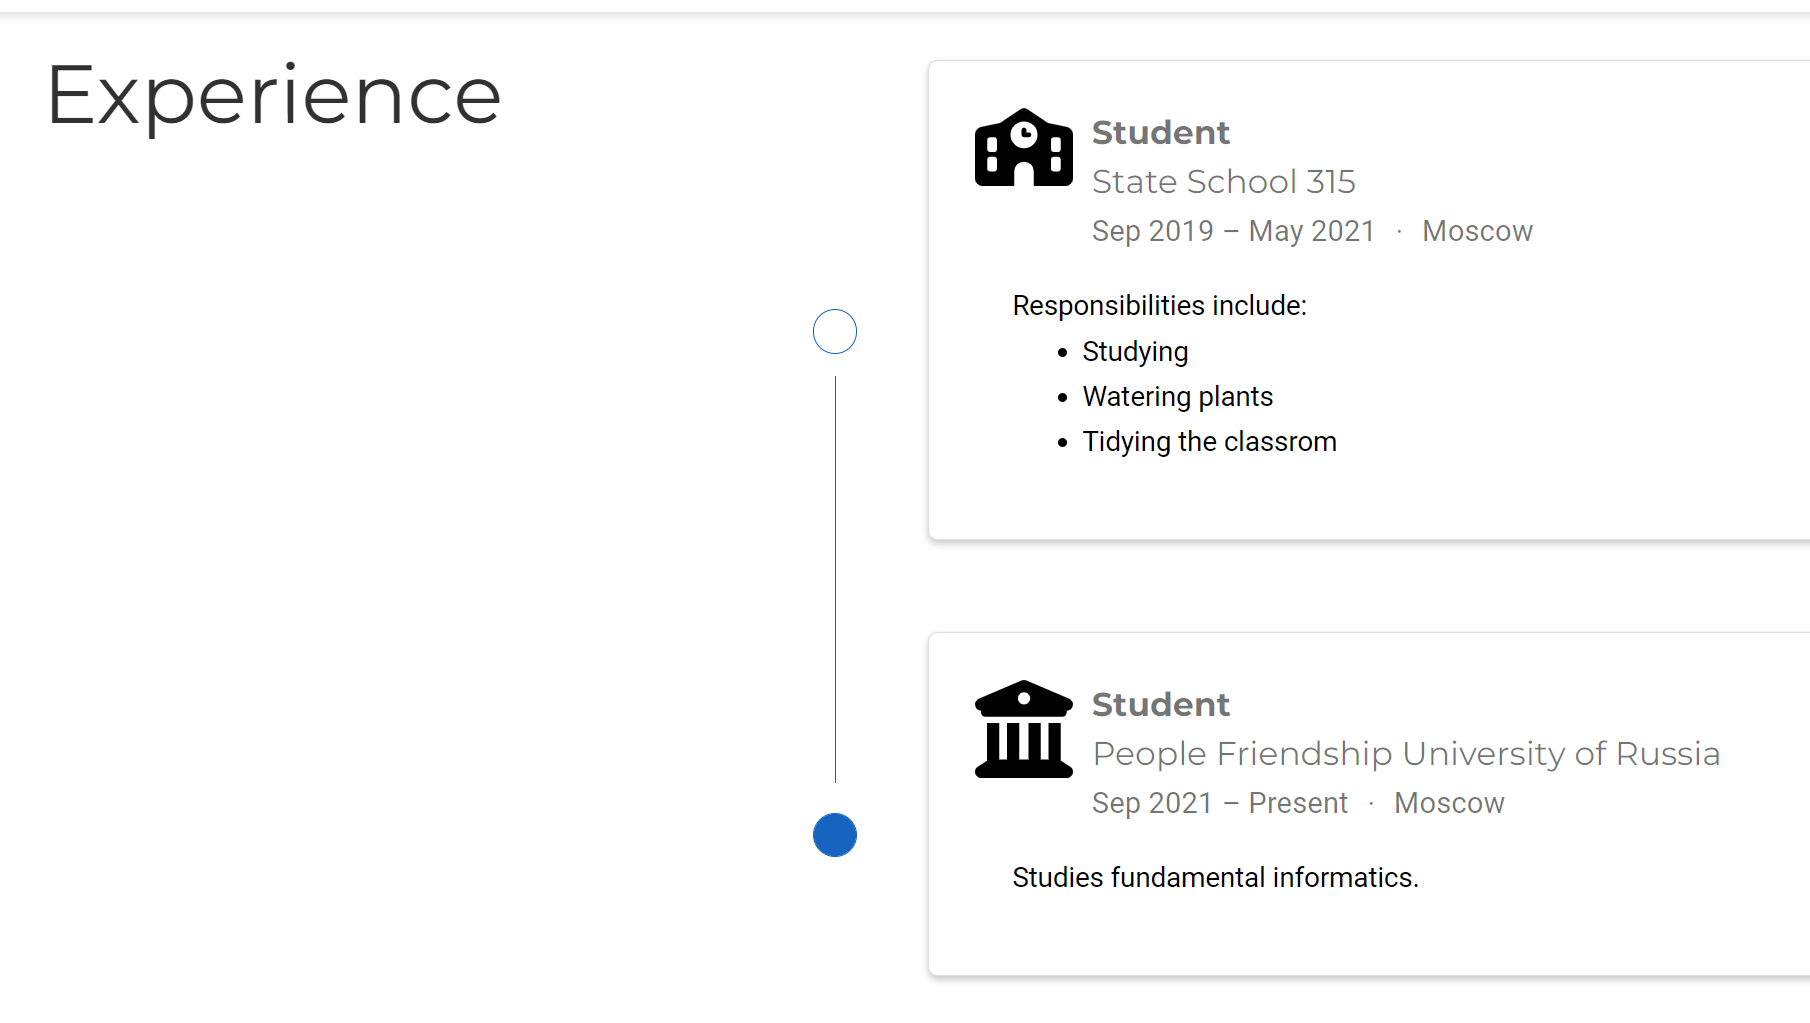 Experience
Student
State School 315
Sep 2019 – May 2021 · Moscow
Responsibilities include:
• Studying
• Watering plants
• Tidying the classrom
Student
People Friendship University of Russia
Sep 2021 – Present · Moscow
Studies fundamental informatics.